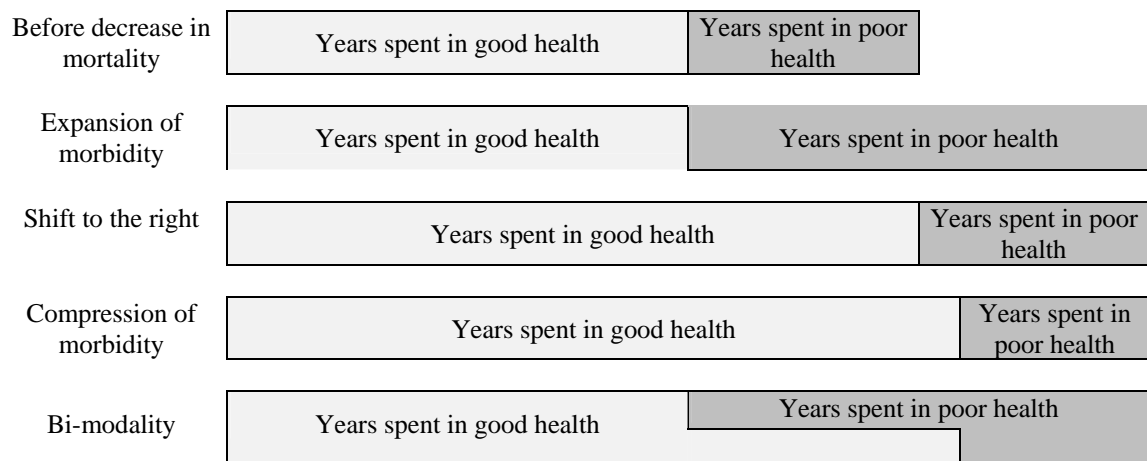 Before decrease in
mortality
Years spent in good health
Years spent in poor
health
Expansion of
morbidity
Years spent in good health
Years spent in poor health
Shift to the right
Years spent in good health
Years spent in poor
health
Compression of
morbidity
Years spent in good health
Years spent in
poor health
Bi-modality
Years spent in good health
Years spent in poor health